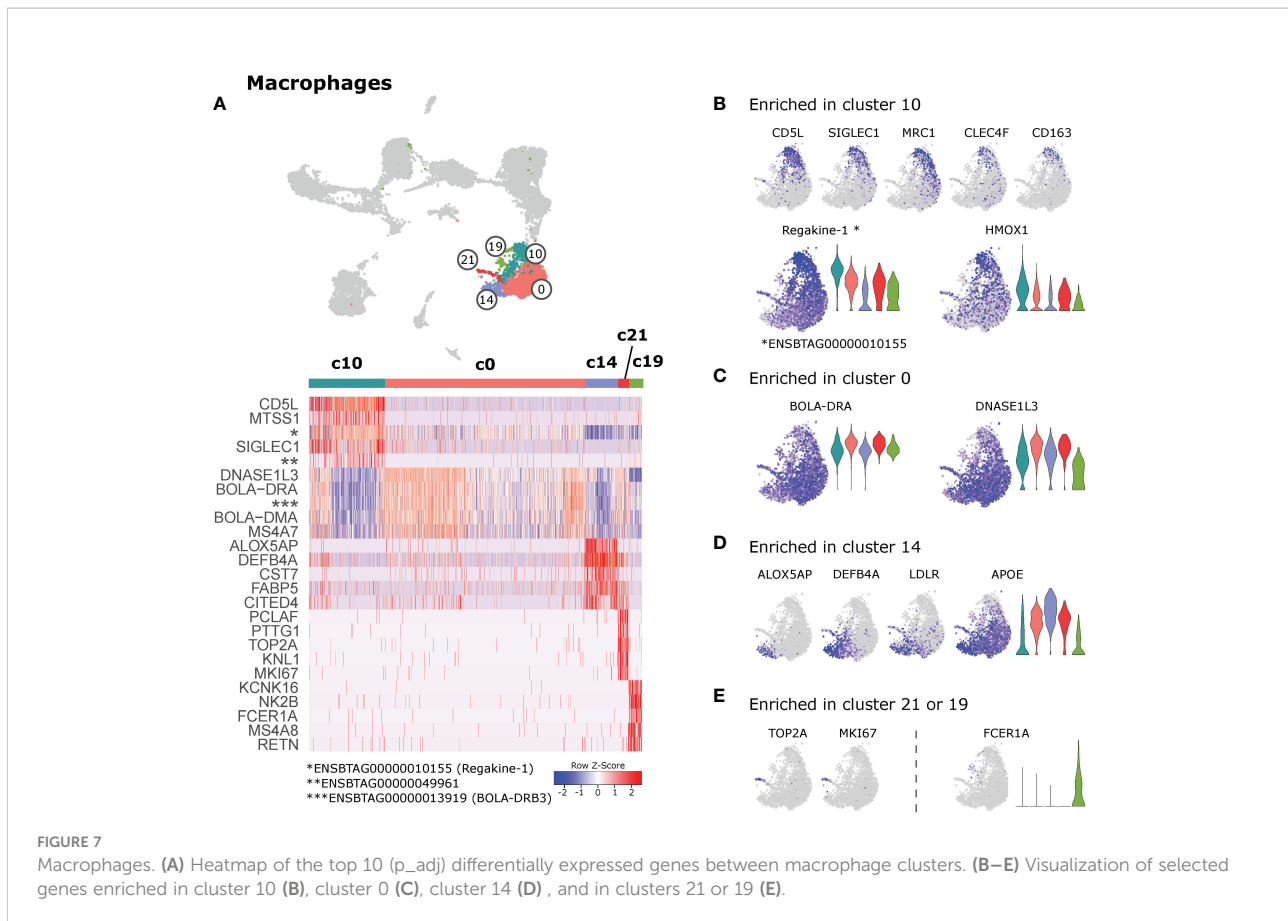 Macrophages
A
19
10
21
14
0
c10
c0
c14
c21
c19
CD5L
MTSS1
*
SIGLEC1
**
DNASE1L3
BOLA-DRA
***
BOLA-DMA
MS4A7
ALOX5AP
DEFB4A
CST7
FABP5
CITED4
PCLAF
PTTG1
TOP2A
KNL1
MKI67
KCNK16
NK2B
FCER1A
MS4A8
RETN
*ENSBTAG00000010155 (Regakine-1)
**ENSBTAG00000049961
***ENSBTAG00000013919 (BOLA-DRB3)
Row Z-Score
-2 -1 0 1 2
B Enriched in cluster 10
CD5L SIGLEC1 MRC1 CLEC4F CD163
Regakine-1 * HMOX1
*ENSBTAG00000010155
C Enriched in cluster 0
BOLA-DRA DNASE1L3
D Enriched in cluster 14
ALOX5AP DEFB4A LDLR APOE
E Enriched in cluster 21 or 19
TOP2A MKI67 FCER1A
FIGURE 7
Macrophages. (A) Heatmap of the top 10 (p_adj) differentially expressed genes between macrophage clusters. (B–E) Visualization of selected
genes enriched in cluster 10 (B), cluster 0 (C), cluster 14 (D) , and in clusters 21 or 19 (E).